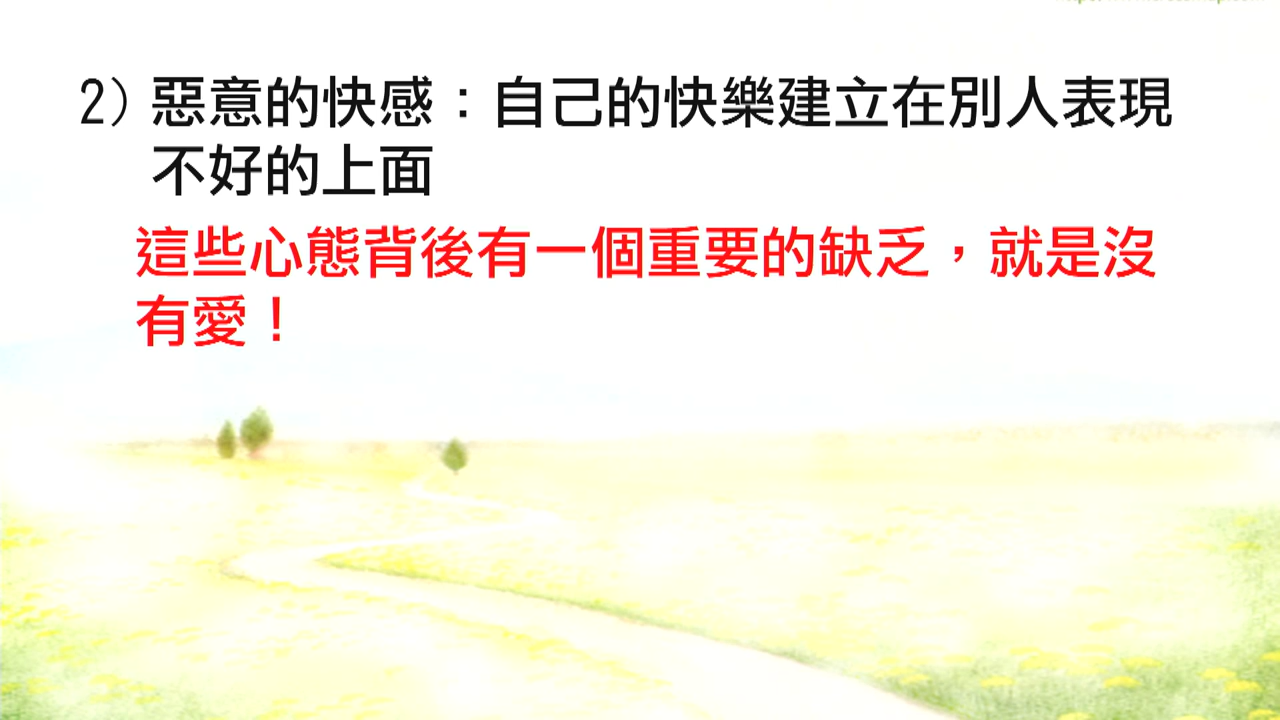 2) 惡意的快感：自己的快樂建立在別人表現
不好的上面
這些心態背後有一個重要的缺乏，就是沒
有愛！